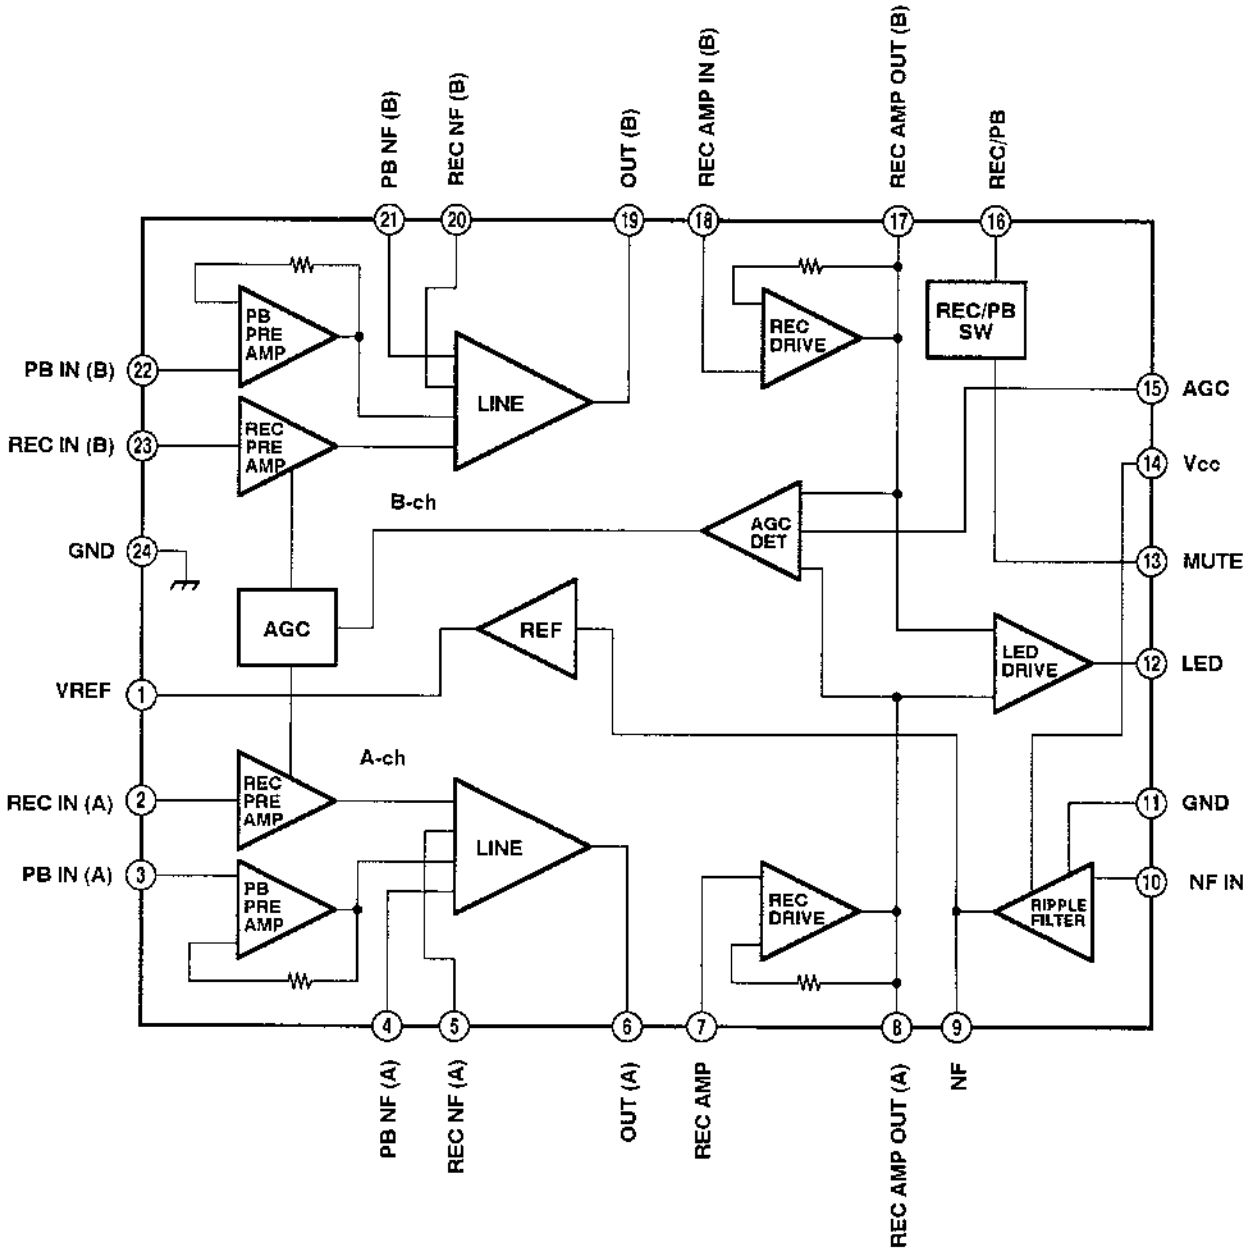 PB NF (B)
REC NF (B)
OUT (B)
REC AMP IN (B)
REC AMP OUT (B)
REC/PB
21
20
19
18
17
16
PB
PRE
AMP
REC
DRIVE
REC/PB
SW
PB IN (B)
22
LINE
15
AGC
REC IN (B)
23
REC
PRE
AMP
14
Vcc
B-ch
GND
24
AGC
DET
13
MUTE
AGC
REF
LED
DRIVE
12
LED
VREF
1
A-ch
REC IN (A)
2
REC
PRE
AMP
11
GND
PB IN (A)
3
LINE
10
NF IN
PB
PRE
AMP
REC
DRIVE
RIPPLE
FILTER
4
5
6
7
8
9
PB NF (A)
REC NF (A)
OUT (A)
REC AMP
REC AMP OUT (A)
NF